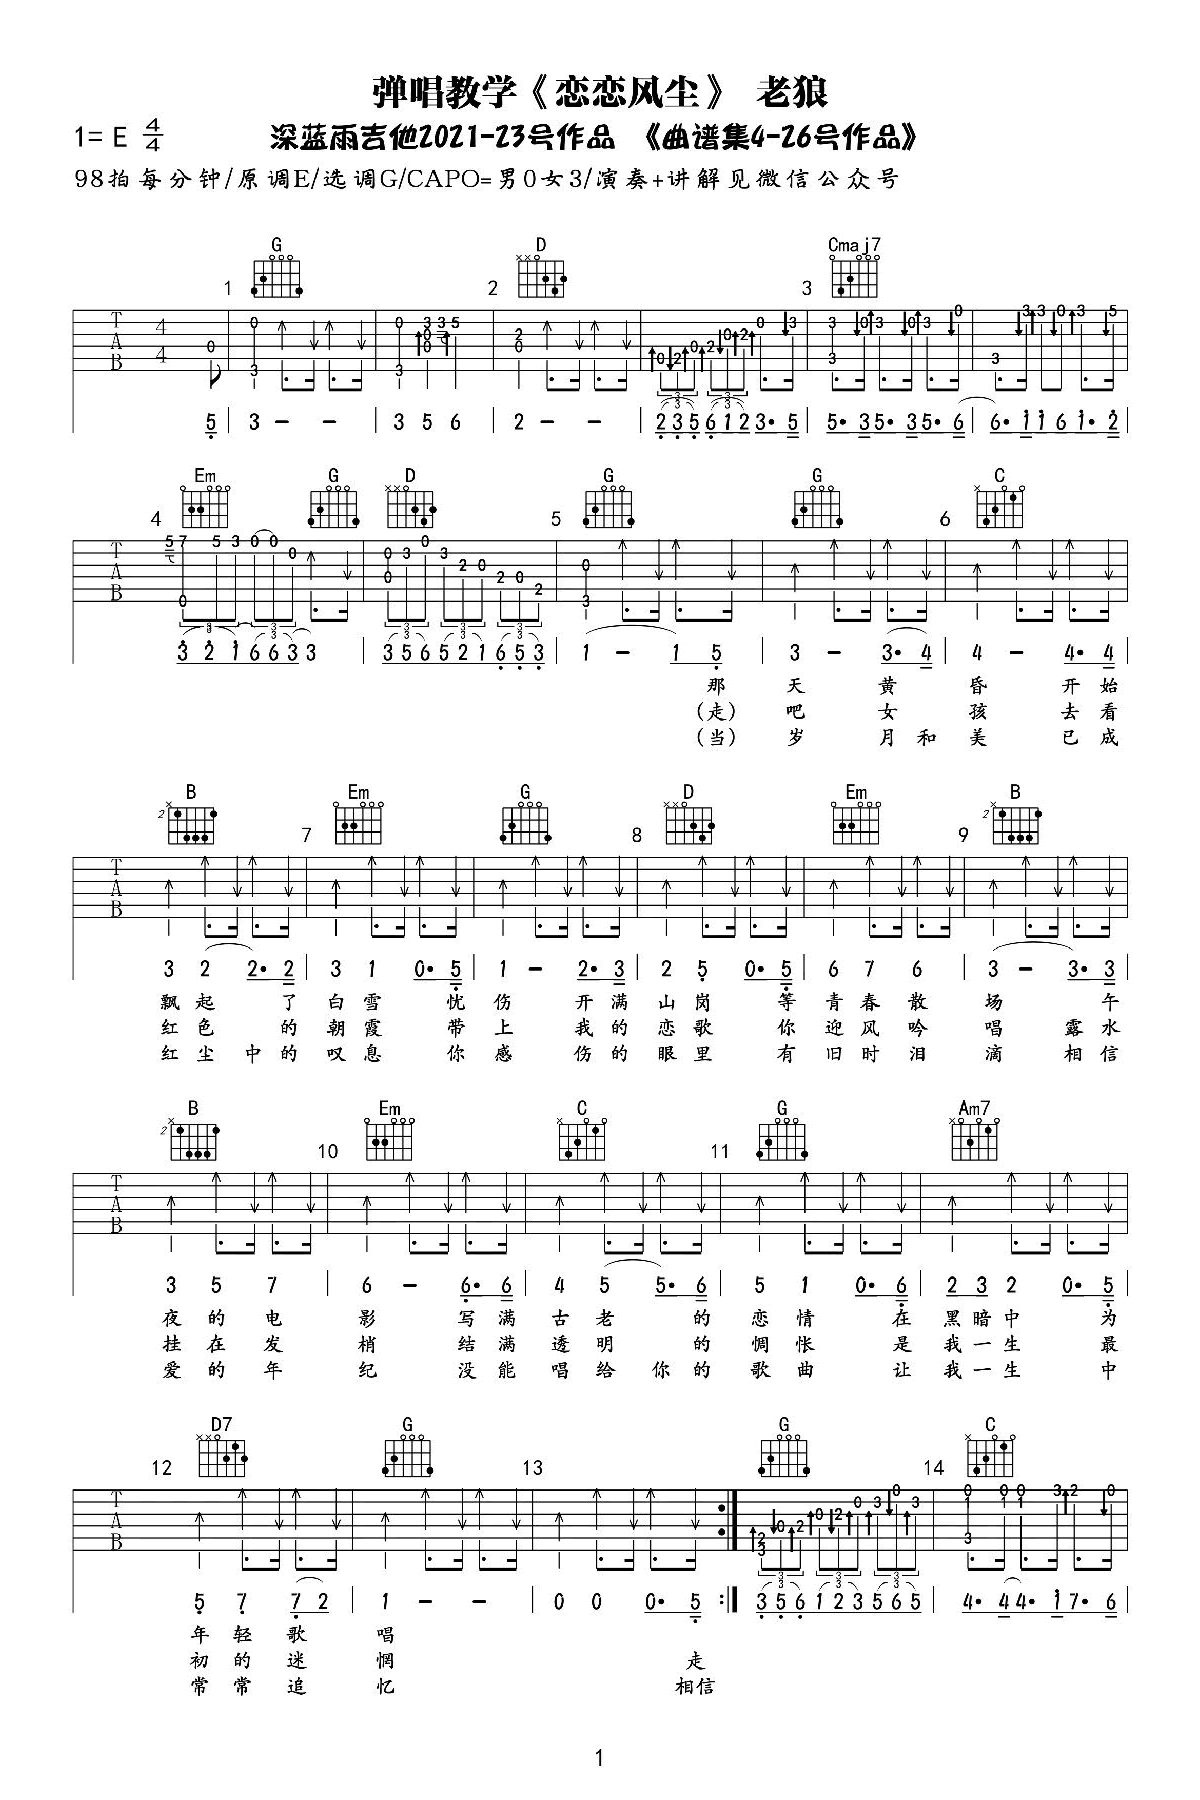 弹唱教学《恋恋风尘》 老狼
1= E 4/4 深蓝雨吉他2021-23号作品 《曲谱集4-26号作品》
98拍每分钟/原调E/选调G/CAPO=男0女3/演奏+讲解见微信公众号
G D Cmaj7
1 2 3
T A B 4 4
5 3 - - 3 5 6 2 - - 2 3 5 6 1 2 3· 5 5· 3 5· 3 5· 3 5· 6 6· 1 1 6 1· 2
Em G D G G C
4 5 6
T A B
3 2 1 6 6 3 3 3 5 6 5 2 1 6 5 3 1 - 1 5 3 - 3· 4 4 - 4· 4
那 天 黄 昏 开 始
(走) 吧 女 孩 去 看
(当) 岁 月 和 美 已 成
B Em G D Em B
2 7 8 9 2
T A B
3 2 2· 2 3 1 0· 5 1 - 2· 3 2 5 0· 5 6 7 6 3 - 3· 3
飘 起 了 白 雪 忧 伤 开 满 山 岗 等 青 春 散 场 午
红 色 的 朝 霞 带 上 我 的 恋 歌 你 迎 风 吟 唱 露 水
红 尘 中 的 叹 息 你 感 伤 的 眼 里 有 旧 时 泪 滴 相 信
B Em C G Am7
2 10 11
T A B
3 5 7 6 - 6· 6 4 5 5· 6 5 1 0· 6 2 3 2 0· 5
夜 的 电 影 写 满 古 老 的 恋 情 在 黑 暗 中 为
挂 在 发 梢 结 满 透 明 的 惆 怅 是 我 一 生 最
爱 的 年 纪 没 能 唱 给 你 的 歌 曲 让 我 一 生 中
D7 G G C
12 13 14
T A B
5 7 7 2 1 - - 0 0 0· 5 3 5 6 1 2 3 5 6 5 4· 4 4· 1 7· 6
年 轻 歌 唱
初 的 迷 惘 走
常 常 追 忆 相信
1